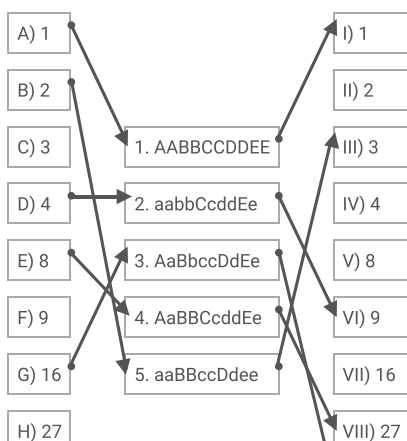 A) 1
B) 2
C) 3
D) 4
E) 8
F) 9
G) 16
H) 27
1. AABBCCDDEE
2. aabbCcddEe
3. AaBbccDdEe
4. AaBBCcddEe
5. aaBBccDdee
I) 1
II) 2
III) 3
IV) 4
V) 8
VI) 9
VII) 16
VIII) 27